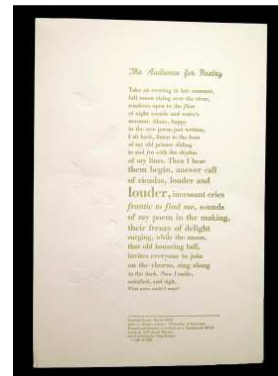 The Audience for Poetry
Take an evening in late summer,
full moon rising over the river,
windows open to the flow
of night sounds and water's
murmur. Alone, happy
in the new poem just written,
I sit back, listen to the hum
of my old printer sliding
to and fro with the rhythm
of my lines. Then I hear
them begin, answer call
of cicadas, louder and
louder, incessant cries
frantic to find me, sounds
of my poem in the making,
their frenzy of delight
surging, while the moon,
that old bouncing ball,
invites everyone to join
on the chorus, sing along
in the dark. Now I smile,
satisfied, and sigh.
What more could I want?